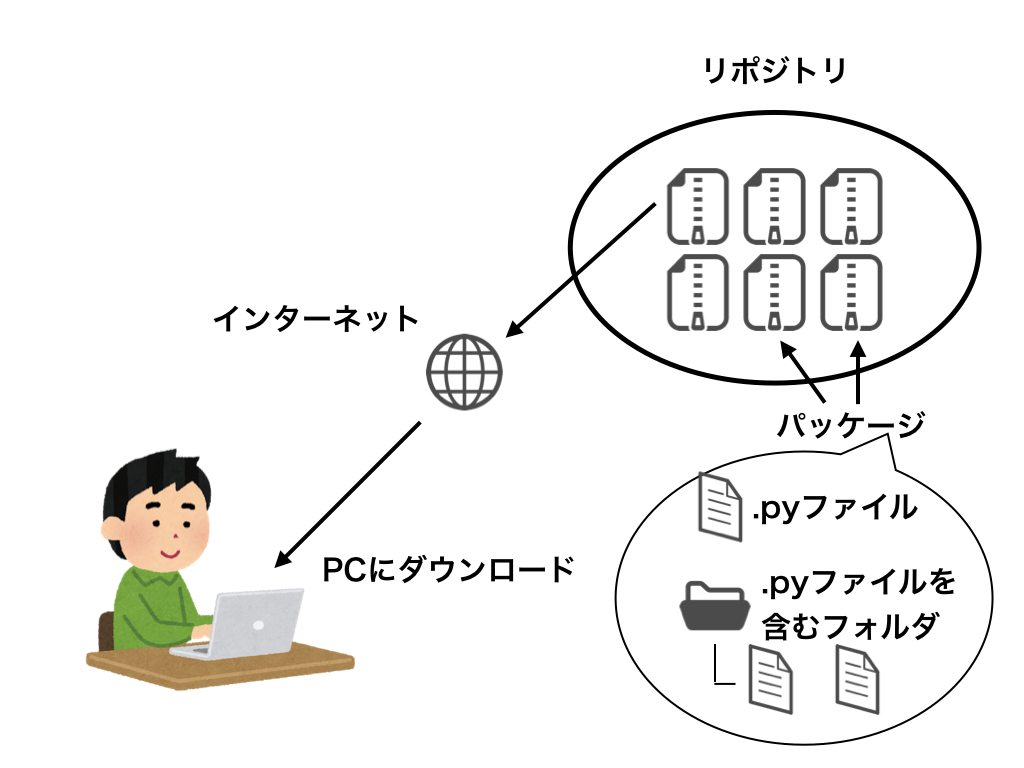 リポジトリ
インターネット
パッケージ
.pyファイル
PCにダウンロード
.pyファイルを
含むフォルダ